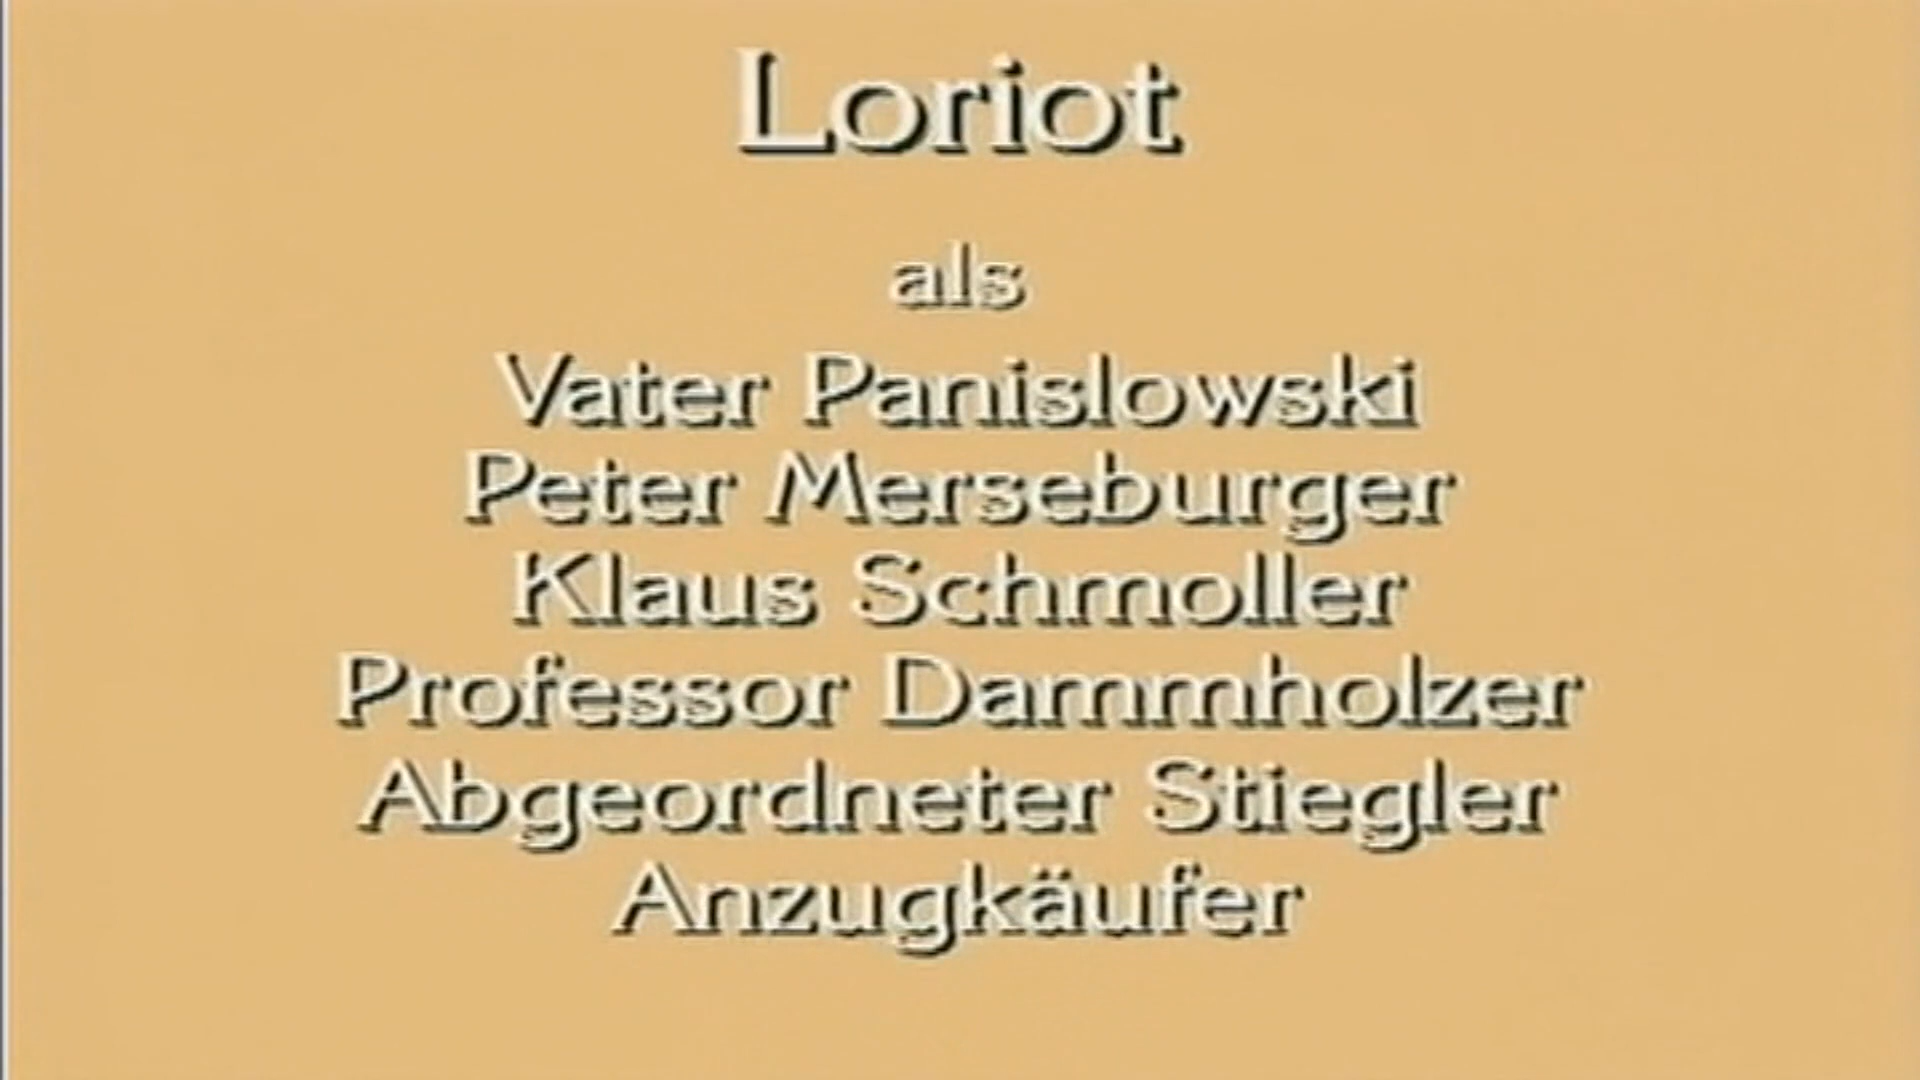 Loriot
als
Vater Panislowski
Peter Merseburger
Klaus Schmoller
Professor Dammholzer
Abgeordneter Stiegler
Anzugkäufer